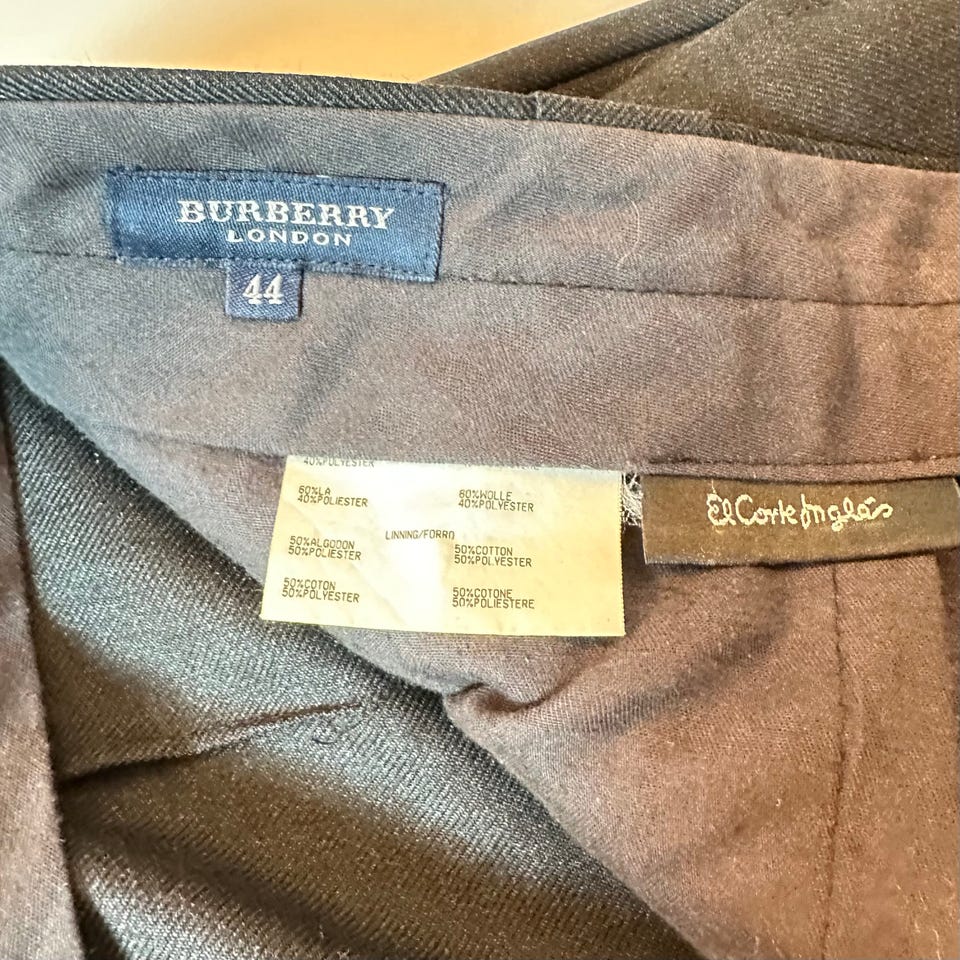 BURBERRY
LONDON
44
40%POLYESTER
60%LA
40%POLIESTER
60%WOLLE
40%POLYESTER
LINNING/FORRO
50%ALGODON
50%POLIESTER
50%COTTON
50%POLYESTER
50%COTON
50%POLYESTER
50%COTONE
50%POLIESTERE
El Corte Inglés